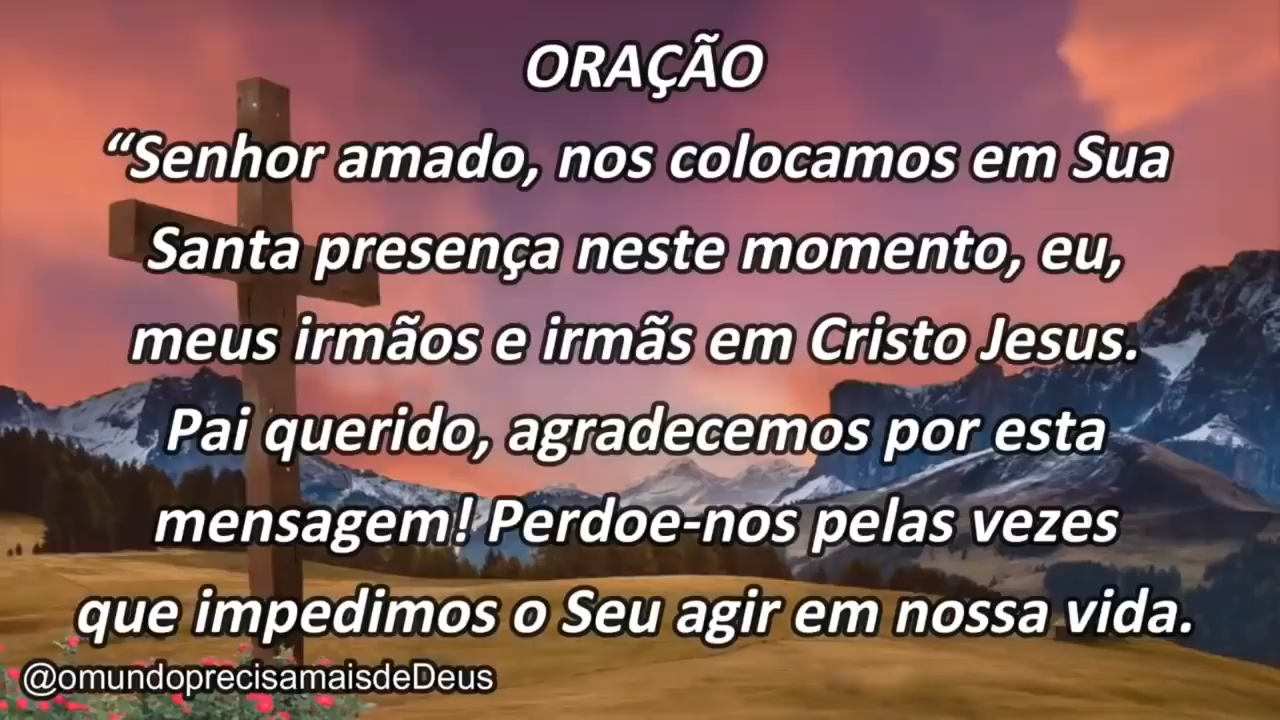 ORAÇÃO
“Senhor amado, nos colocamos em Sua
Santa presença neste momento, eu,
meus irmãos e irmãs em Cristo Jesus.
Pai querido, agradecemos por esta
mensagem! Perdoe-nos pelas vezes
que impedimos o Seu agir em nossa vida.
@omundoprecisamaisdeDeus